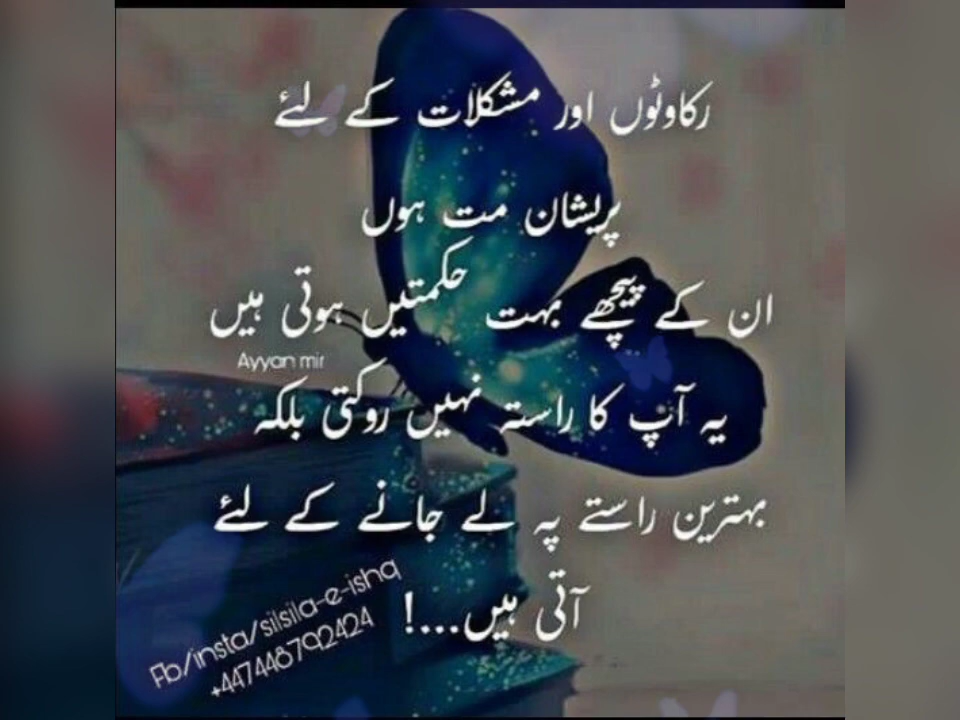 رکاوٹوں اور مشکلات کے لئے
پریشان مت ہوں
ان کے پیچھے بہت حکمتیں ہوتی ہیں
Ayyan mir
یہ آپ کا راستہ نہیں روکتی بلکہ
بہترین راستے پہ لے جانے کے لئے
آتی ہیں...!
Fb/insta/silsila-e-ishq
+447448792424